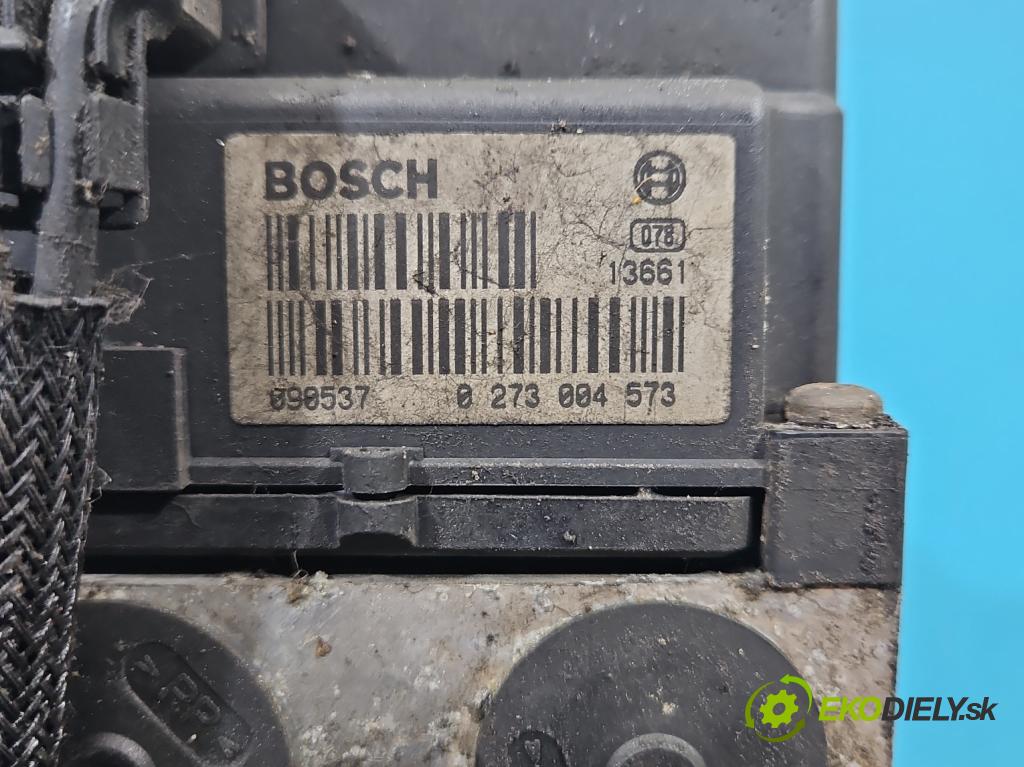 BOSCH
078
13661
090537 0 273 004 573
EKODIELY.sk